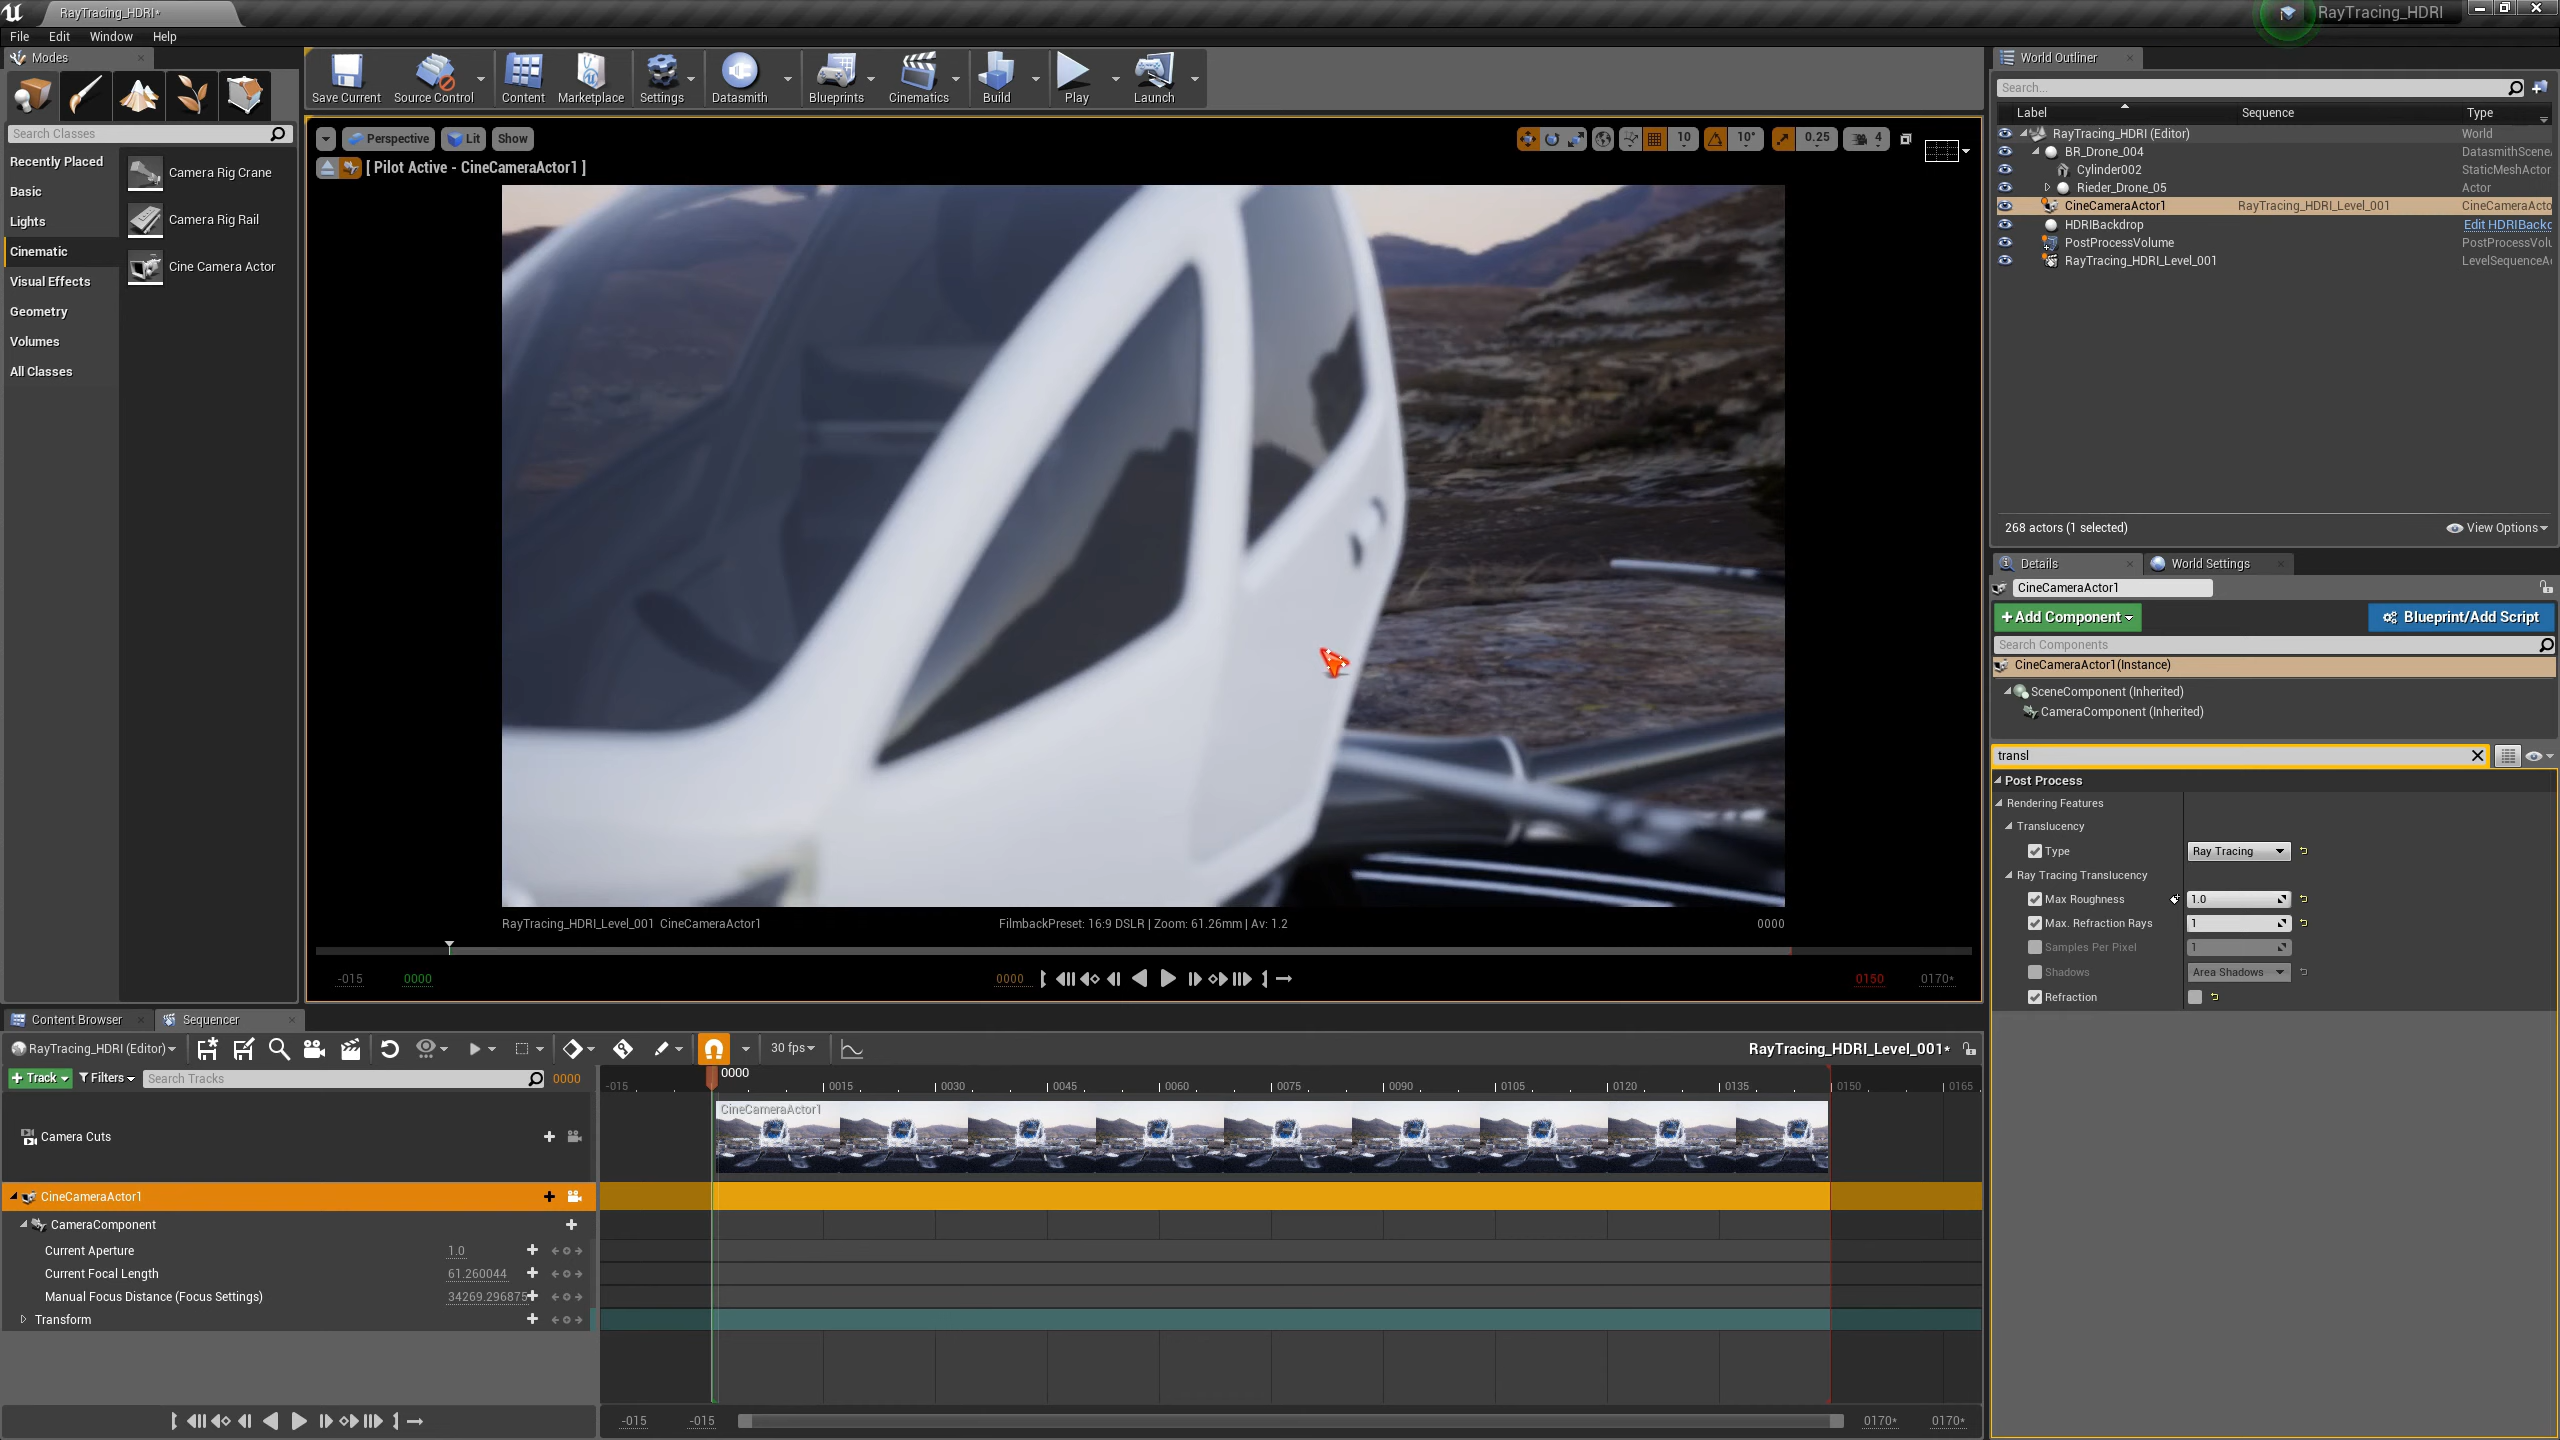 RayTracing_HDRI*
RayTracing_HDRI
File Edit Window Help
Modes
Search Classes
Recently Placed
Basic
Lights
Cinematic
Visual Effects
Geometry
Volumes
All Classes
Camera Rig Crane
Camera Rig Rail
Cine Camera Actor
Save Current Source Control Content Marketplace Settings Datasmith Blueprints Cinematics Build Play Launch
Perspective Lit Show
10 10° 0.25 4
[ Pilot Active - CineCameraActor1 ]
RayTracing_HDRI_Level_001 CineCameraActor1 FilmbackPreset: 16:9 DSLR | Zoom: 61.26mm | Av: 1.2 0000
-015 0000 0000 0150 0170*
World Outliner
Search...
Label Sequence Type
RayTracing_HDRI (Editor) World
BR_Drone_004 DatasmithScene
Cylinder002 StaticMeshActor
Rieder_Drone_05 Actor
CineCameraActor1 RayTracing_HDRI_Level_001 CineCameraActo
HDRIBackdrop Edit HDRIBackd
PostProcessVolume PostProcessVolu
RayTracing_HDRI_Level_001 LevelSequenceA
268 actors (1 selected) View Options
Details World Settings
CineCameraActor1
+Add Component Blueprint/Add Script
Search Components
CineCameraActor1(Instance)
SceneComponent (Inherited)
CameraComponent (Inherited)
transl
Post Process
Rendering Features
Translucency
Type Ray Tracing
Ray Tracing Translucency
Max Roughness 1.0
Max. Refraction Rays 1
Samples Per Pixel 1
Shadows Area Shadows
Refraction
Content Browser Sequencer
RayTracing_HDRI (Editor) 30 fps RayTracing_HDRI_Level_001*
+ Track Filters Search Tracks 0000
0000
-015 0015 0030 0045 0060 0075 0090 0105 0120 0135 0150 0165
CineCameraActor1
Camera Cuts
CineCameraActor1
CameraComponent
Current Aperture 1.0
Current Focal Length 61.260044
Manual Focus Distance (Focus Settings) 34269.296875
Transform
-015 -015 0170* 0170*